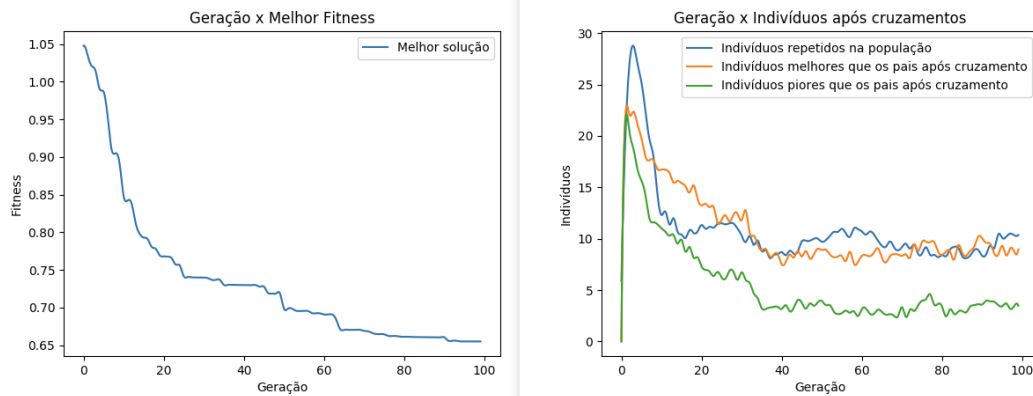 Geração x Melhor Fitness
Melhor solução
1.05
1.00
0.95
0.90
0.85
0.80
0.75
0.70
0.65
Fitness
0 20 40 60 80 100
Geração
Geração x Indivíduos após cruzamentos
Indivíduos repetidos na população
Indivíduos melhores que os pais após cruzamento
Indivíduos piores que os pais após cruzamento
30
25
20
15
10
5
0
Indivíduos
0 20 40 60 80 100
Geração